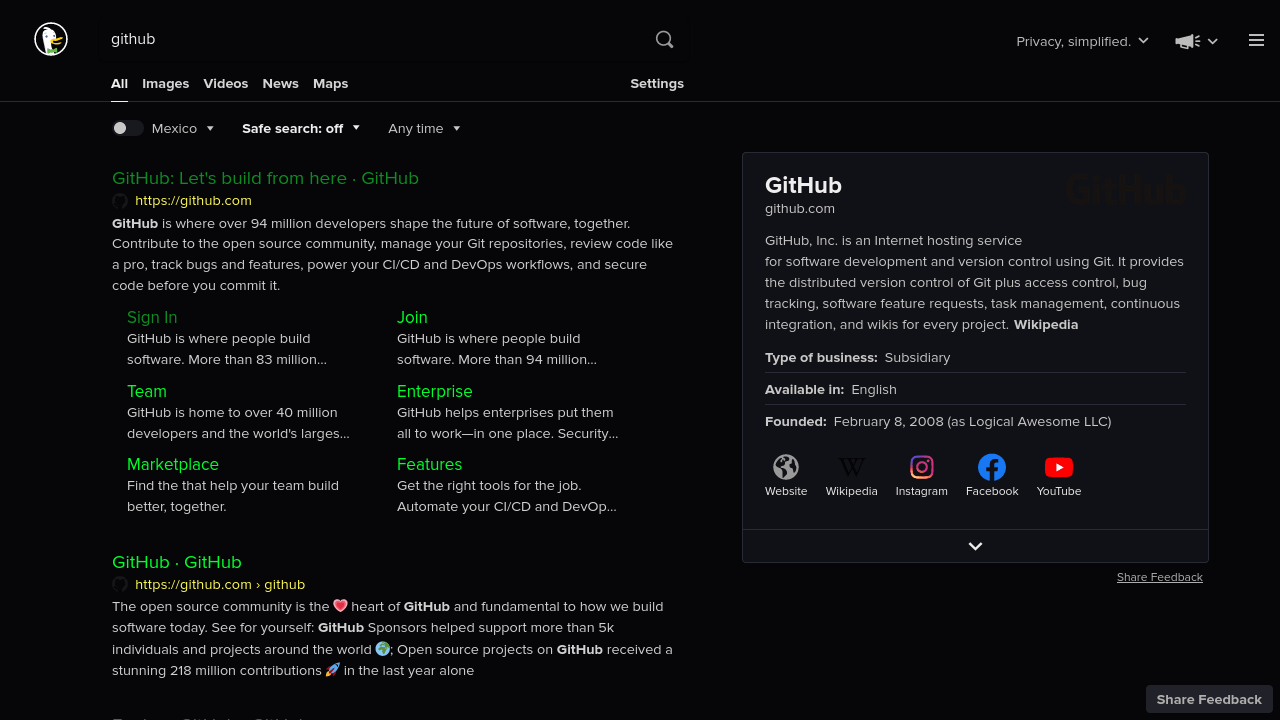 github
Privacy, simplified.
All Images Videos News Maps Settings
Mexico Safe search: off Any time
GitHub: Let's build from here · GitHub
https://github.com
GitHub is where over 94 million developers shape the future of software, together.
Contribute to the open source community, manage your Git repositories, review code like
a pro, track bugs and features, power your CI/CD and DevOps workflows, and secure
code before you commit it.
Sign In
GitHub is where people build
software. More than 83 million...
Join
GitHub is where people build
software. More than 94 million...
Team
GitHub is home to over 40 million
developers and the world's larges...
Enterprise
GitHub helps enterprises put them
all to work—in one place. Security...
Marketplace
Find the that help your team build
better, together.
Features
Get the right tools for the job.
Automate your CI/CD and DevOp...
GitHub · GitHub
https://github.com › github
The open source community is the 💗 heart of GitHub and fundamental to how we build
software today. See for yourself: GitHub Sponsors helped support more than 5k
individuals and projects around the world 🌍; Open source projects on GitHub received a
stunning 218 million contributions 🚀 in the last year alone
GitHub
GitHub
github.com
GitHub, Inc. is an Internet hosting service
for software development and version control using Git. It provides
the distributed version control of Git plus access control, bug
tracking, software feature requests, task management, continuous
integration, and wikis for every project. Wikipedia
Type of business: Subsidiary
Available in: English
Founded: February 8, 2008 (as Logical Awesome LLC)
W
Website Wikipedia Instagram Facebook YouTube
Share Feedback
Share Feedback